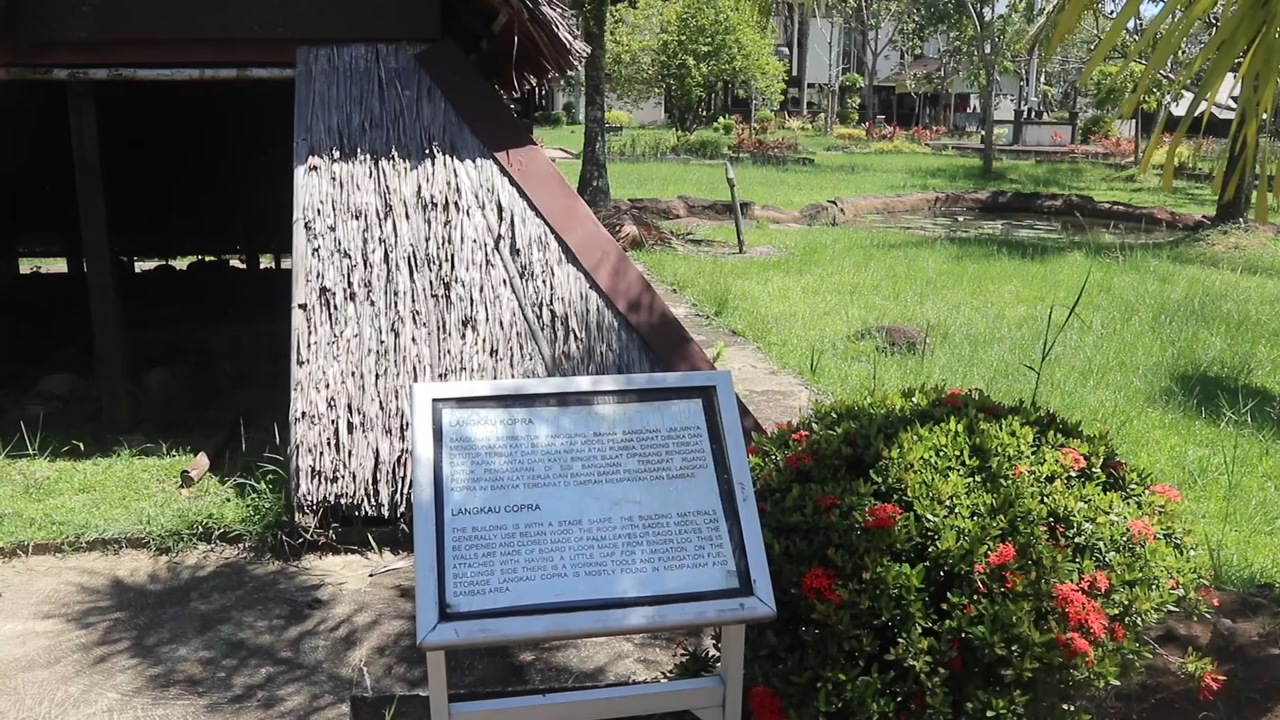 LANGKAU KOPRA
BANGUNAN BERBENTUK PANGGUNG. BAHAN BANGUNAN UMUMNYA
MENGGUNAKAN KAYU BELIAN. ATAP MODEL PELANA DAPAT DIBUKA DAN
DITUTUP TERBUAT DARI DAUN NIPAH ATAU RUMBIA. DINDING TERBUAT
DARI PAPAN LANTAI DARI KAYU BINGER BULAT DIPASANG RENGGANG.
UNTUK PENGASAPAN. DI SISI BANGUNAN TERDAPAT RUANG
PENYIMPANAN ALAT KERJA DAN BAHAN BAKAR PENGASAPAN. LANGKAU
KOPRA INI BANYAK TERDAPAT DI DAERAH MEMPAWAH DAN SAMBAS.
LANGKAU COPRA
THE BUILDING IS WITH A STAGE SHAPE. THE BUILDING MATERIALS
GENERALLY USE BELIAN WOOD. THE ROOF WITH SADDLE MODEL, CAN
BE OPENED AND CLOSED MADE OF PALM LEAVES OR SAGO LEAVES. THE
WALLS ARE MADE OF BOARD FLOOR MADE FROM BINGER LOG. THIS IS
ATTACHED WITH HAVING A LITTLE GAP FOR FUMIGATION. ON THE
BUILDINGS' SIDE THERE IS A WORKING TOOLS AND FUMIGATION FUEL
STORAGE. LANGKAU COPRA IS MOSTLY FOUND IN MEMPAWAH AND
SAMBAS AREA.